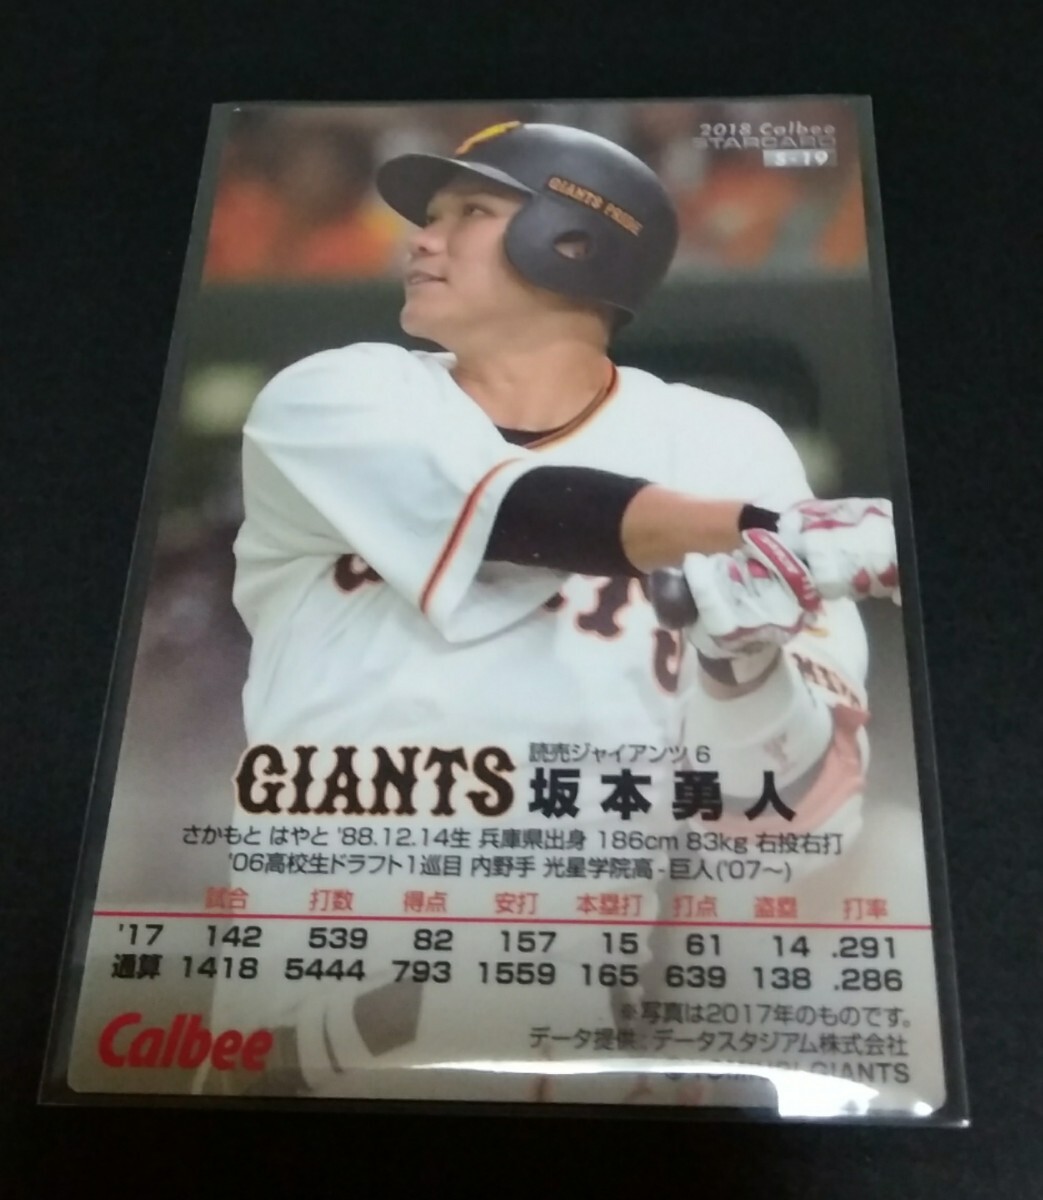 2018 Calbee
STARCARD
S-19
GIANTS PRIDE
GIANTS
読売ジャイアンツ 6
坂本勇人
さかもと はやと '88.12.14生 兵庫県出身 186cm 83kg 右投右打
'06高校生ドラフト1巡目 内野手 光星学院高-巨人('07〜)
試合 打数 得点 安打 本塁打 打点 盗塁 打率
'17 142 539 82 157 15 61 14 .291
通算 1418 5444 793 1559 165 639 138 .286
※写真は2017年のものです。
データ提供:データスタジアム株式会社
GIANTS
Calbee